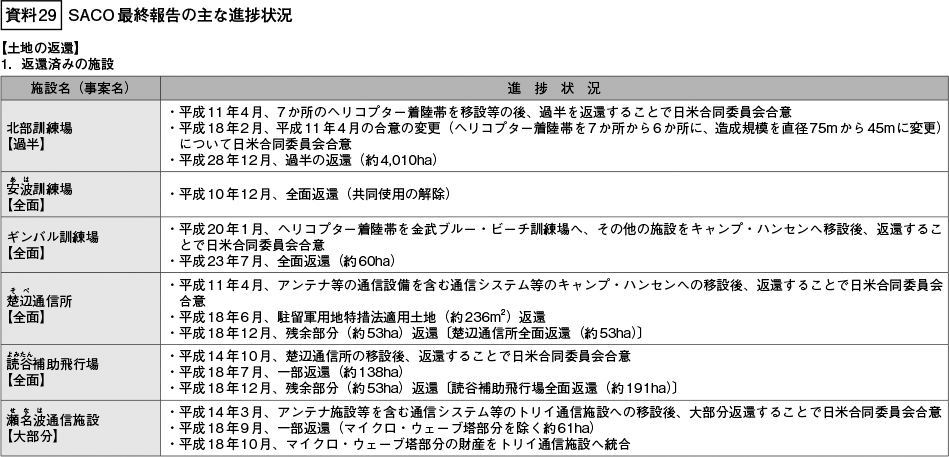 資料29 SACO最終報告の主な進捗状況
【土地の返還】
1．返還済みの施設
施設名（事案名） 進捗状況
北部訓練場
【過半】
・平成11年4月、7か所のヘリコプター着陸帯を移設等の後、過半を返還することで日米合同委員会合意
・平成18年2月、平成11年4月の合意の変更（ヘリコプター着陸帯を7か所から6か所に、造成規模を直径75mから45mに変更）
について日米合同委員会合意
・平成28年12月、過半の返還（約4,010ha）
あは
安波訓練場
【全面】
・平成10年12月、全面返還（共同使用の解除）
ギンバル訓練場
【全面】
・平成20年1月、ヘリコプター着陸帯を金武ブルー・ビーチ訓練場へ、その他の施設をキャンプ・ハンセンへ移設後、返還するこ
とで日米合同委員会合意
・平成23年7月、全面返還（約60ha）
そべ
楚辺通信所
【全面】
・平成11年4月、アンテナ等の通信設備を含む通信システム等のキャンプ・ハンセンへの移設後、返還することで日米合同委員会
合意
・平成18年6月、駐留軍用地特措法適用土地（約236m²）返還
・平成18年12月、残余部分（約53ha）返還〔楚辺通信所全面返還（約53ha）〕
よみたん
読谷補助飛行場
【全面】
・平成14年10月、楚辺通信所の移設後、返還することで日米合同委員会合意
・平成18年7月、一部返還（約138ha）
・平成18年12月、残余部分（約53ha）返還〔読谷補助飛行場全面返還（約191ha）〕
せなは
瀬名波通信施設
【大部分】
・平成14年3月、アンテナ施設等を含む通信システム等のトリイ通信施設への移設後、大部分返還することで日米合同委員会合意
・平成18年9月、一部返還（マイクロ・ウェーブ塔部分を除く約61ha）
・平成18年10月、マイクロ・ウェーブ塔部分の財産をトリイ通信施設へ統合